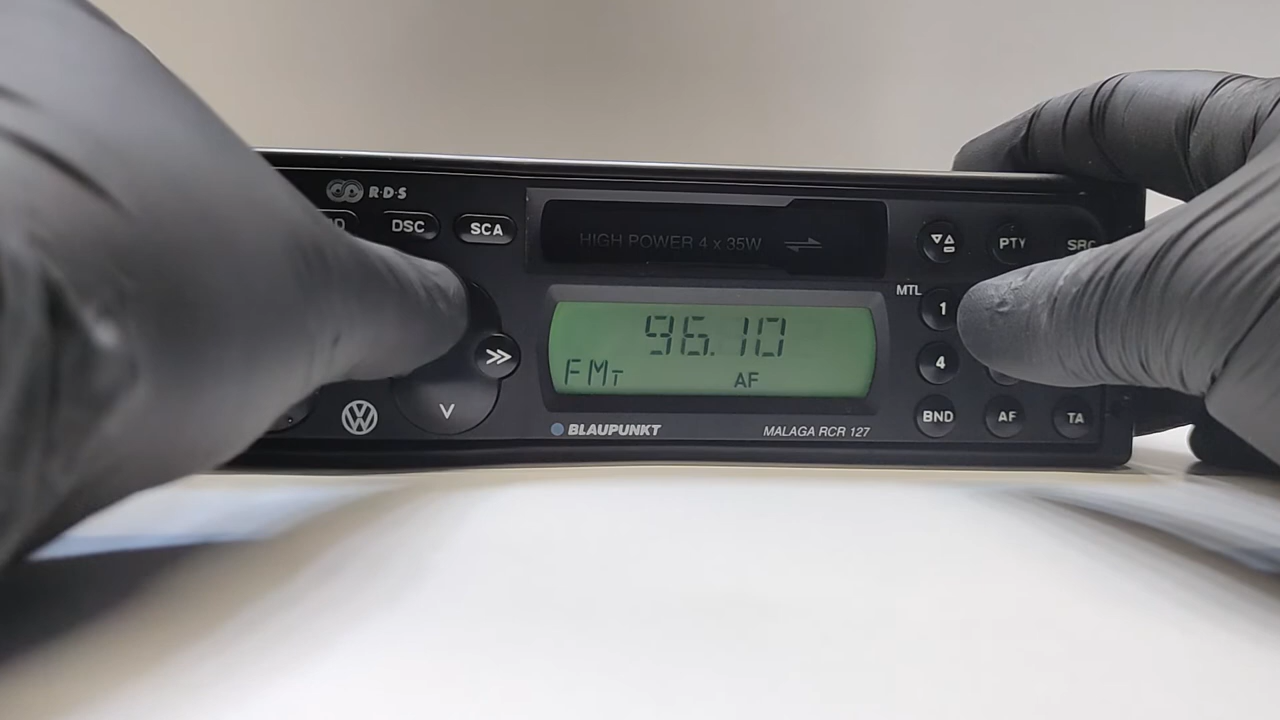 R·D·S
DSC
SCA
HIGH POWER 4 x 35W
PTY
SRC
MTL
1
96.10
4
FMT
AF
BND
AF
TA
BLAUPUNKT
MALAGA RCR 127